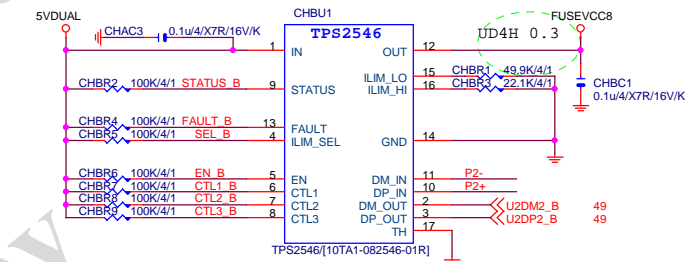 5VDUAL CHBU1 FUSEVCC8
CHAC3 0.1u/4/X7R/16V/K TPS2546 UD4H 0.3
1 IN OUT 12
15 ILIM_LO CHBR1 49.9K/4/1
CHBR2 100K/4/1 STATUS_B 9 STATUS 16 ILIM_HI CHBR3 22.1K/4/1 CHBC1
0.1u/4/X7R/16V/K
CHBR4 100K/4/1 FAULT_B 13 FAULT
CHBR5 100K/4/1 SEL_B 4 ILIM_SEL GND 14
CHBR6 100K/4/1 EN_B 5 EN DM_IN 11 P2-
CHBR7 100K/4/1 CTL1_B 6 CTL1 DP_IN 10 P2+
CHBR8 100K/4/1 CTL2_B 7 CTL2 DM_OUT 2 U2DM2_B 49
CHBR9 100K/4/1 CTL3_B 8 CTL3 DP_OUT 3 U2DP2_B 49
TH 17
TPS2546/[10TA1-082546-01R]